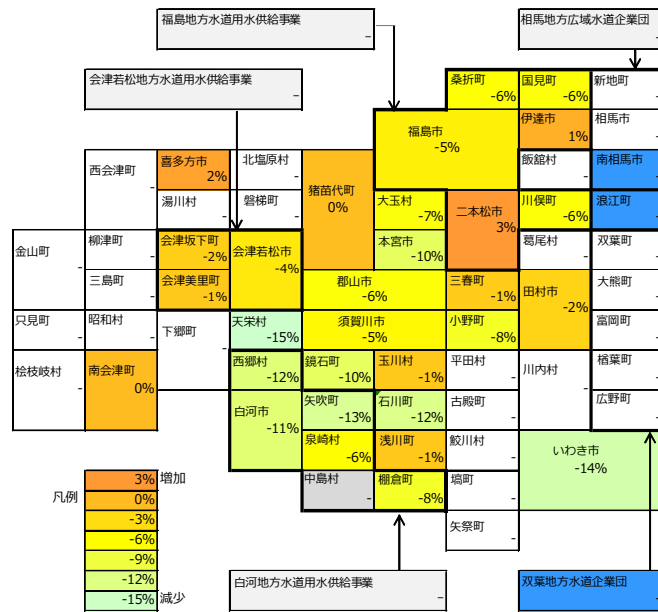 福島地方水道用水供給事業
-
相馬地方広域水道企業団
-
会津若松地方水道用水供給事業
-
桑折町
-6%
国見町
-6%
新地町
-
福島市
-5%
伊達市
1%
相馬市
-
西会津町
-
喜多方市
2%
北塩原村
-
猪苗代町
0%
飯舘村
-
南相馬市
-
湯川村
-
磐梯町
-
大玉村
-7%
二本松市
3%
川俣町
-6%
浪江町
-
金山町
-
柳津町
-
会津坂下町
-2%
会津若松市
-4%
本宮市
-10%
葛尾村
-
双葉町
-
三島町
-
会津美里町
-1%
郡山市
-6%
三春町
-1%
田村市
-2%
大熊町
-
只見町
-
昭和村
-
下郷町
-
天栄村
-15%
須賀川市
-5%
小野町
-8%
富岡町
-
桧枝岐村
-
南会津町
0%
西郷村
-12%
鏡石町
-10%
玉川村
-1%
平田村
-
川内村
-
楢葉町
-
白河市
-11%
矢吹町
-13%
石川町
-12%
古殿町
-
広野町
-
泉崎村
-6%
浅川町
-1%
鮫川村
-
いわき市
-14%
中島村
-
棚倉町
-8%
塙町
-
矢祭町
-
凡例
3% 増加
0%
-3%
-6%
-9%
-12%
-15% 減少
白河地方水道用水供給事業
-
双葉地方水道企業団
-